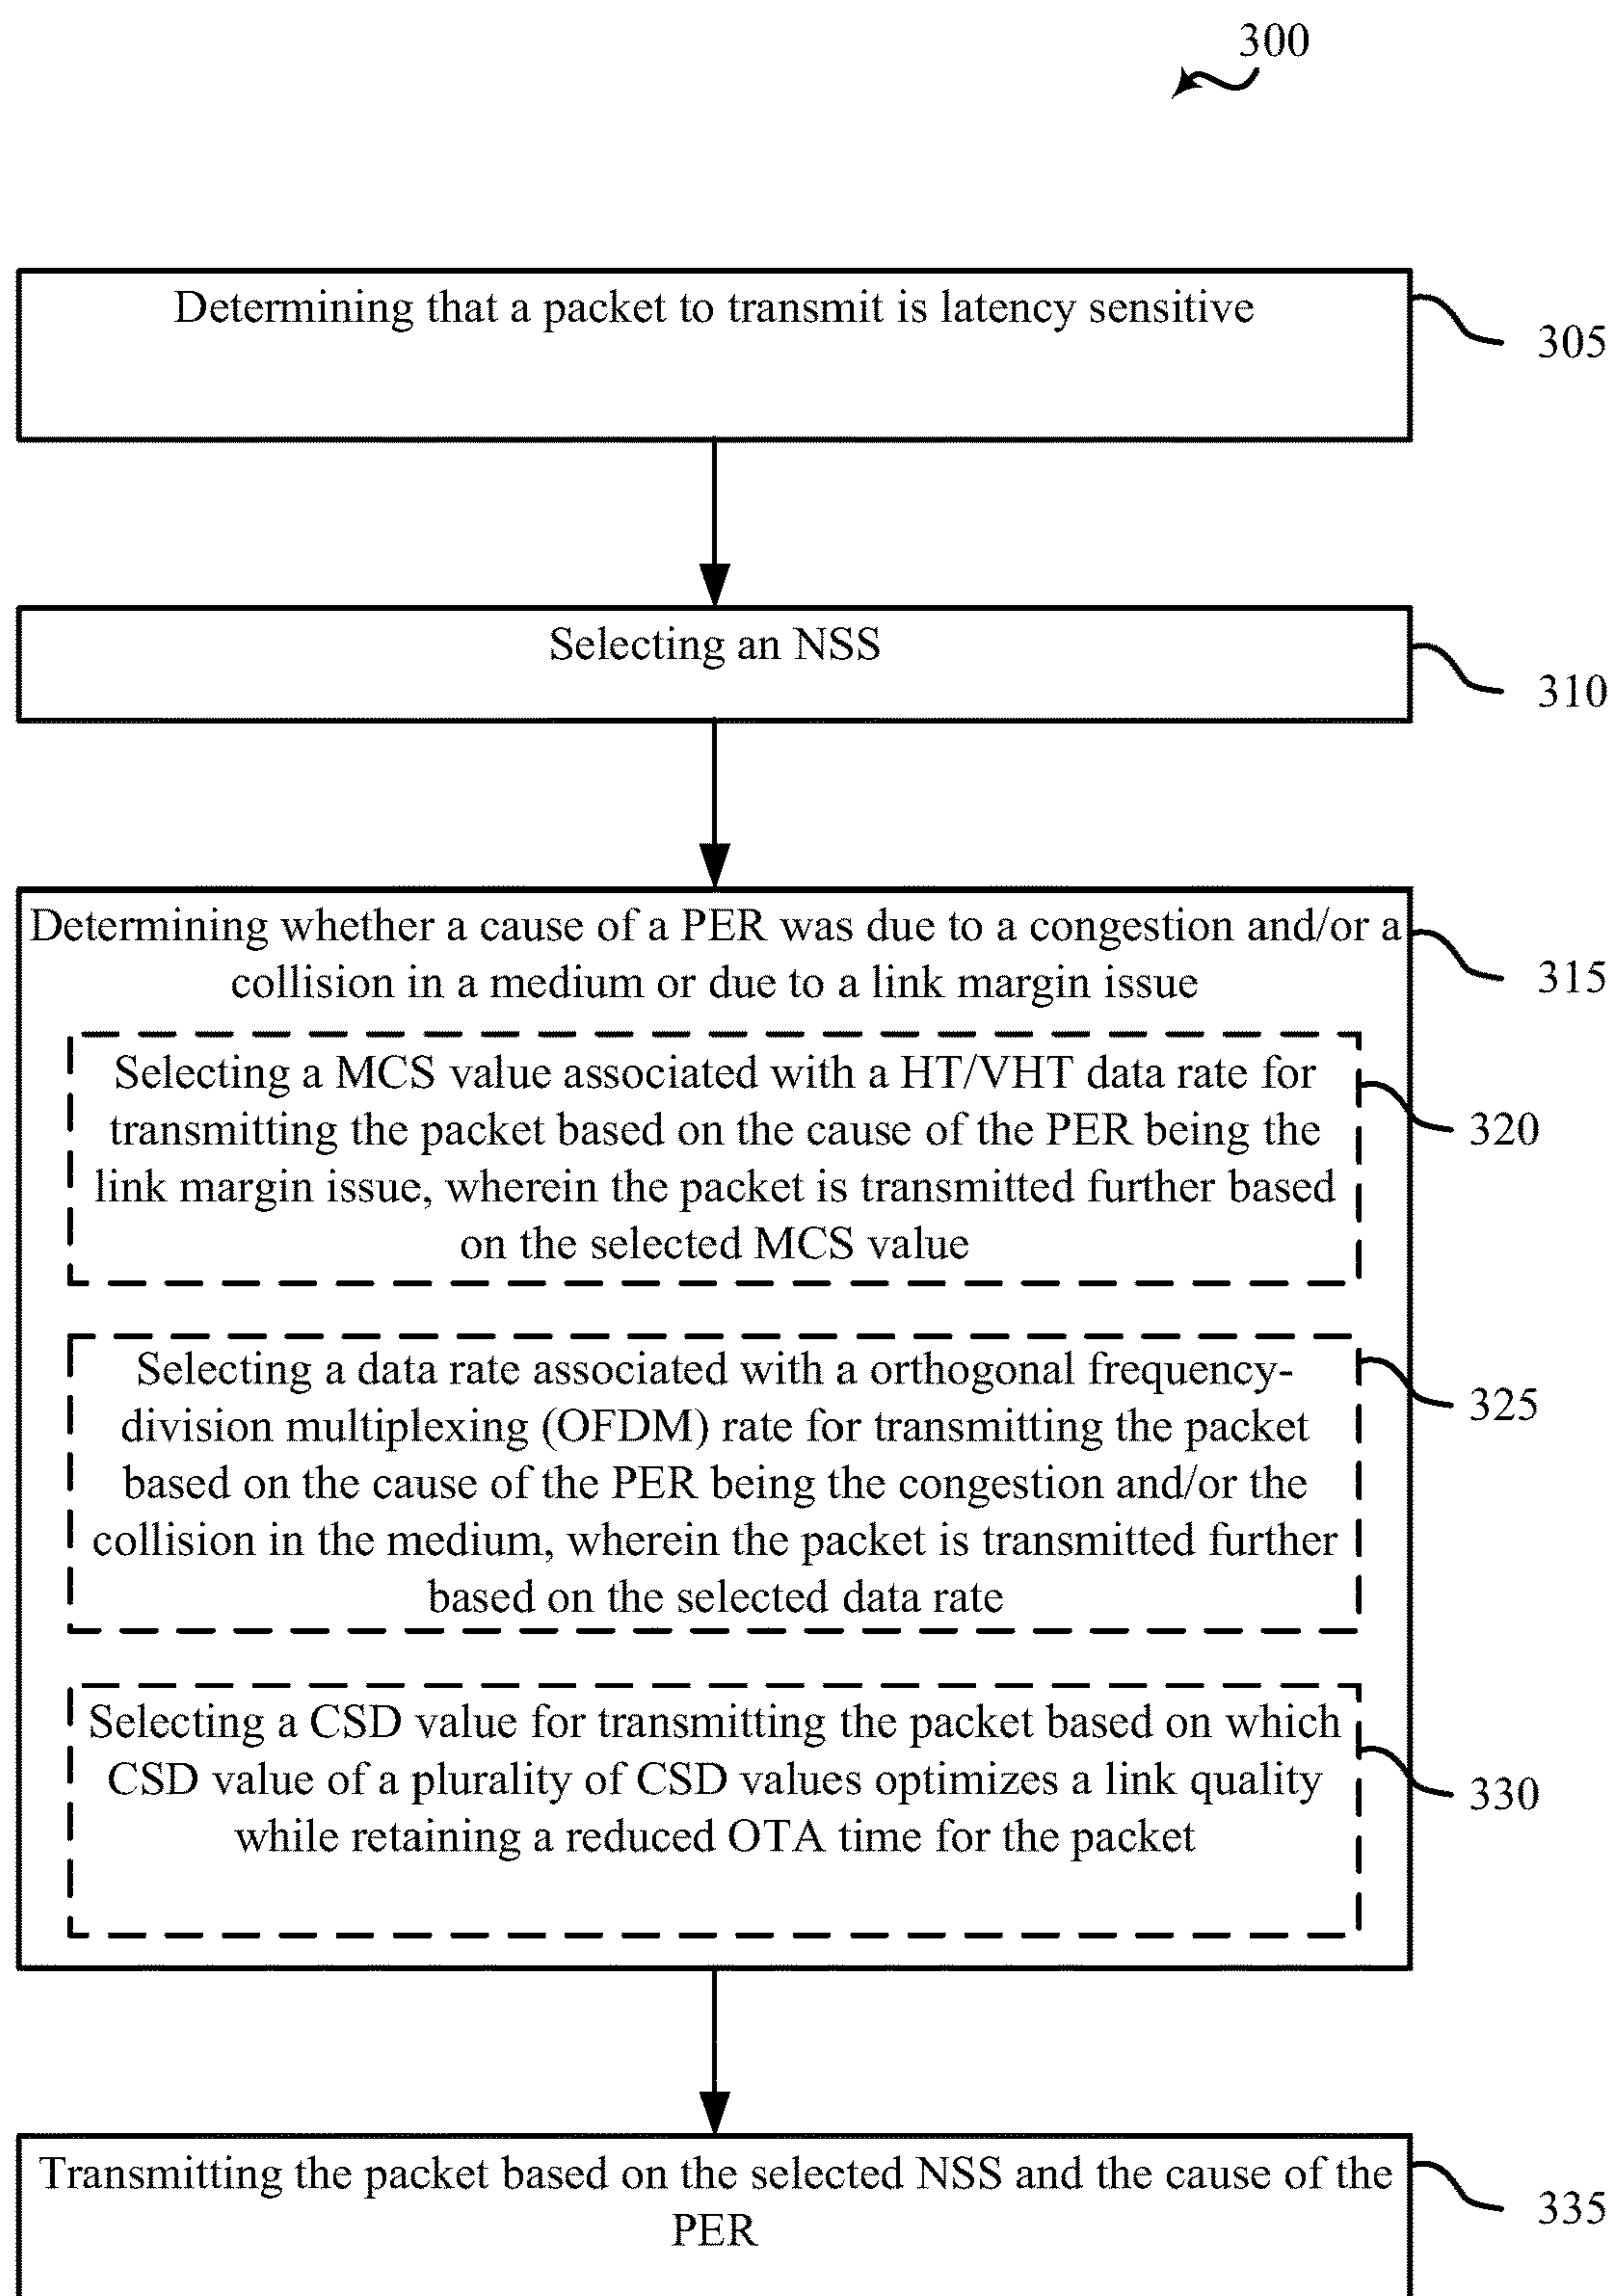 300
Determining that a packet to transmit is latency sensitive
305
Selecting an NSS
310
Determining whether a cause of a PER was due to a congestion and/or a
collision in a medium or due to a link margin issue
315
Selecting a MCS value associated with a HT/VHT data rate for
transmitting the packet based on the cause of the PER being the
link margin issue, wherein the packet is transmitted further based
on the selected MCS value
320
Selecting a data rate associated with a orthogonal frequency-
division multiplexing (OFDM) rate for transmitting the packet
based on the cause of the PER being the congestion and/or the
collision in the medium, wherein the packet is transmitted further
based on the selected data rate
325
Selecting a CSD value for transmitting the packet based on which
CSD value of a plurality of CSD values optimizes a link quality
while retaining a reduced OTA time for the packet
330
Transmitting the packet based on the selected NSS and the cause of the
PER
335